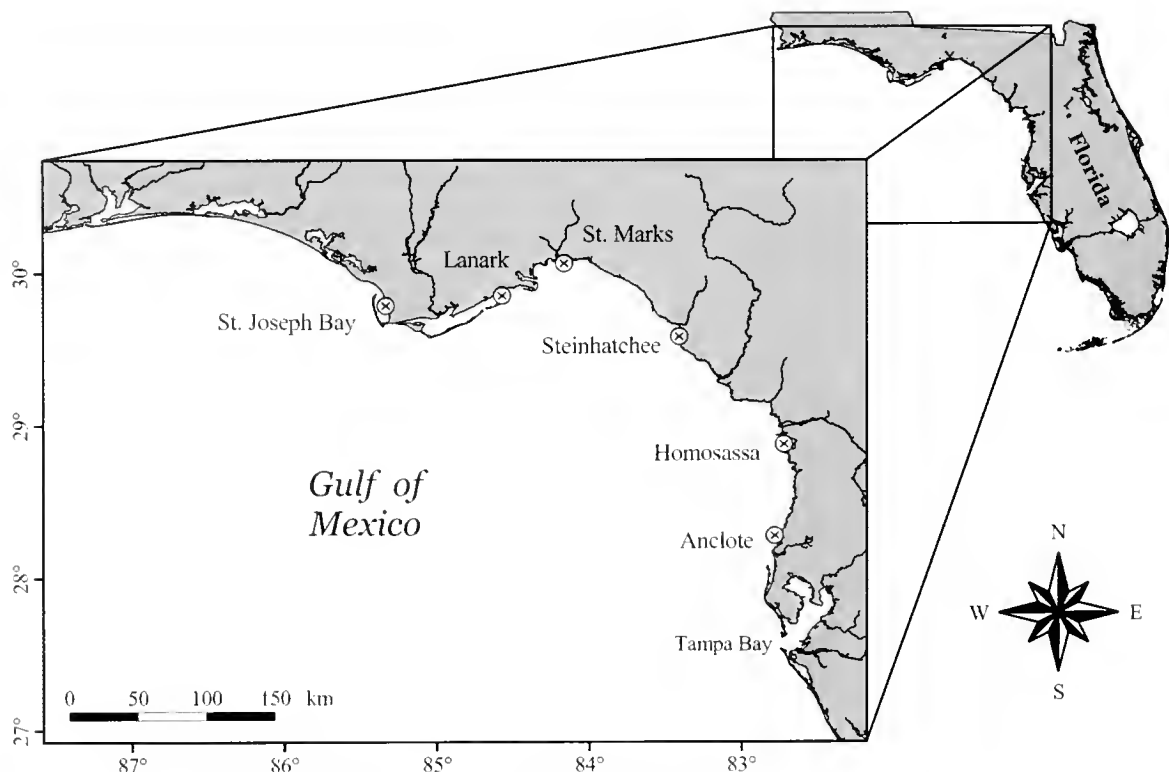 Florida
St. Marks
Lanark
St. Joseph Bay
Steinhatchee
Homosassa
Gulf of
Mexico
Anclote
Tampa Bay
30°
29°
28°
27°
0 50 100 150 km
87° 86° 85° 84° 83°
N
W E
S